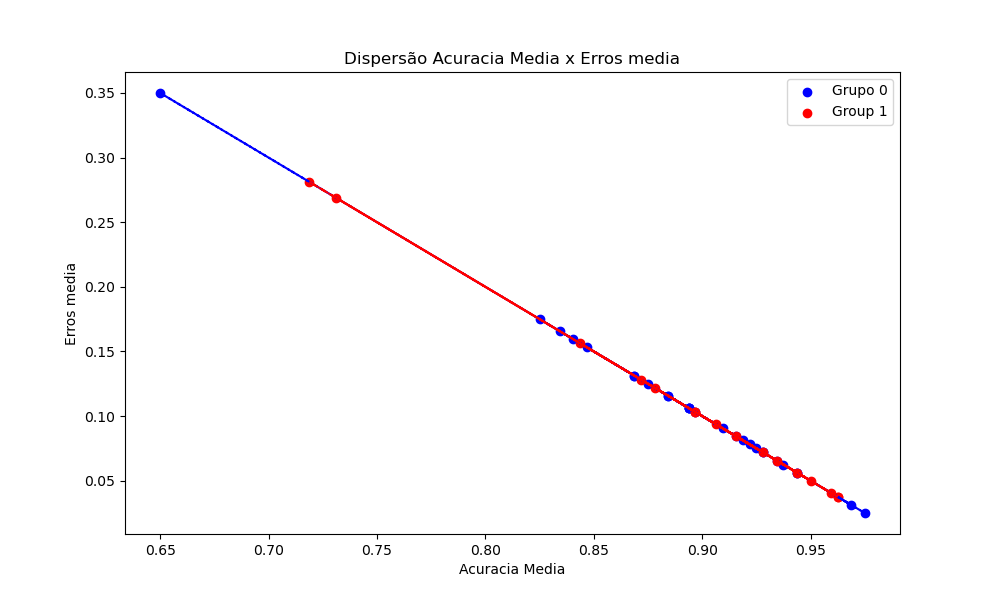 Dispersão Acuracia Media x Erros media
Grupo 0
Group 1
0.35
0.30
0.25
0.20
0.15
0.10
0.05
Erros media
0.65 0.70 0.75 0.80 0.85 0.90 0.95
Acuracia Media